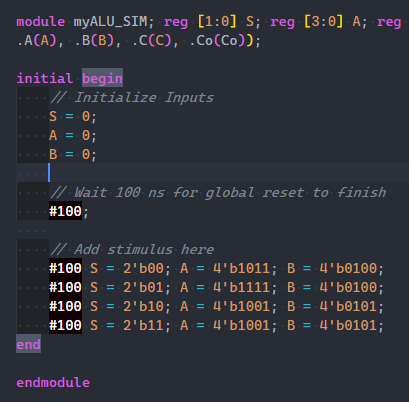 module myALU_SIM; reg [1:0] S; reg [3:0] A; reg
.A(A), .B(B), .C(C), .Co(Co));
initial begin
// Initialize Inputs
S = 0;
A = 0;
B = 0;
// Wait 100 ns for global reset to finish
#100;
// Add stimulus here
#100 S = 2'b00; A = 4'b1011; B = 4'b0100;
#100 S = 2'b01; A = 4'b1111; B = 4'b0100;
#100 S = 2'b10; A = 4'b1001; B = 4'b0101;
#100 S = 2'b11; A = 4'b1001; B = 4'b0101;
end
endmodule